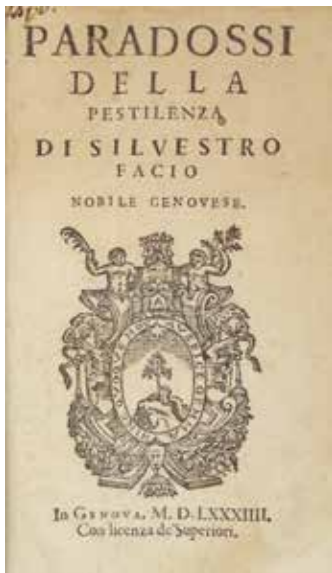 PARADOSSI
DELLA
PESTILENZA
DI SILVESTRO
FACIO
NOBILE GENOVESE.
In GENOVA. M. D. LXXXIIII.
Con licenza de' Superiori.